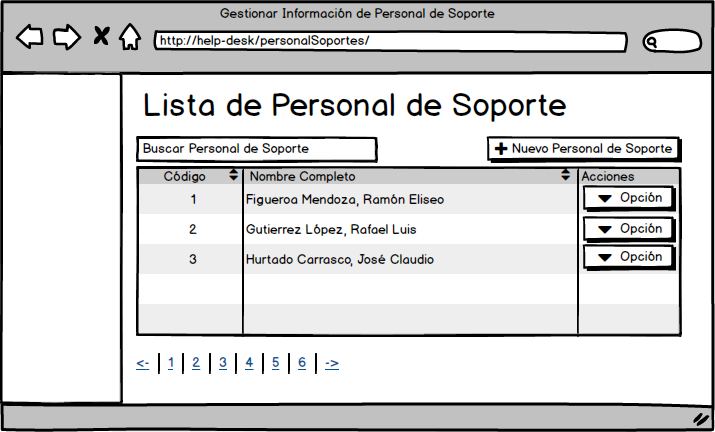 Gestionar Información de Personal de Soporte
http://help-desk/personalSoportes/
Lista de Personal de Soporte
Buscar Personal de Soporte
+ Nuevo Personal de Soporte
Código Nombre Completo Acciones
1 Figueroa Mendoza, Ramón Eliseo Opción
2 Gutierrez López, Rafael Luis Opción
3 Hurtado Carrasco, José Claudio Opción
<- | 1 | 2 | 3 | 4 | 5 | 6 | ->